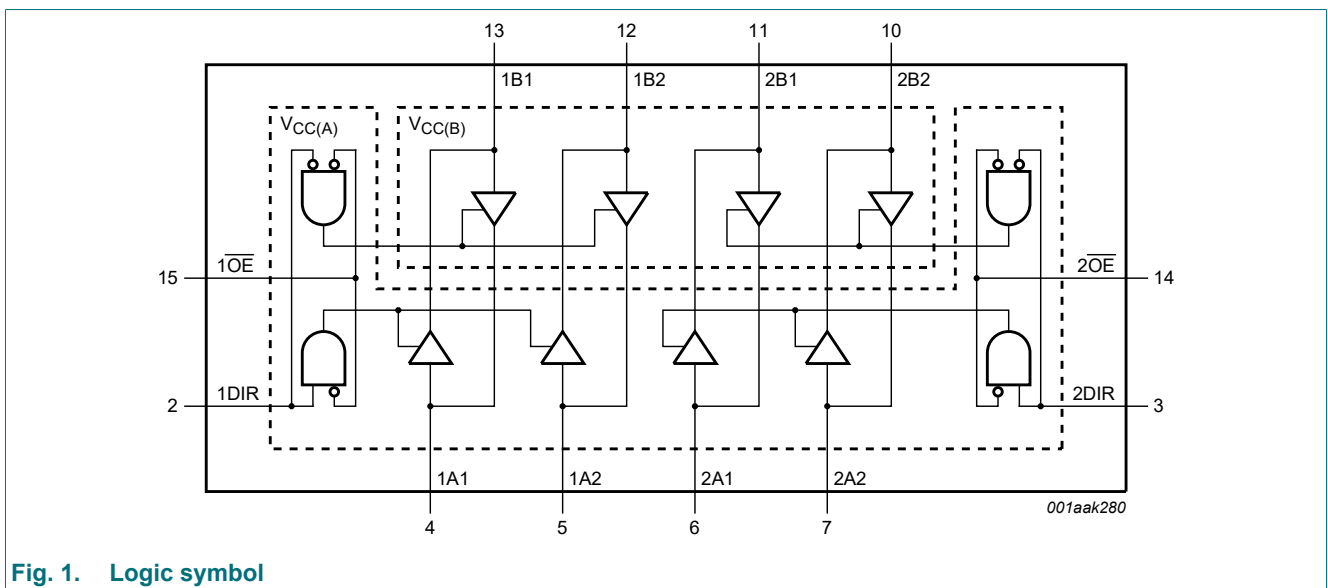 13 12 11 10
1B1 1B2 2B1 2B2
VCC(A) VCC(B)
15 1OE 2OE 14
2 1DIR 2DIR 3
1A1 1A2 2A1 2A2
4 5 6 7
001aak280
Fig. 1. Logic symbol